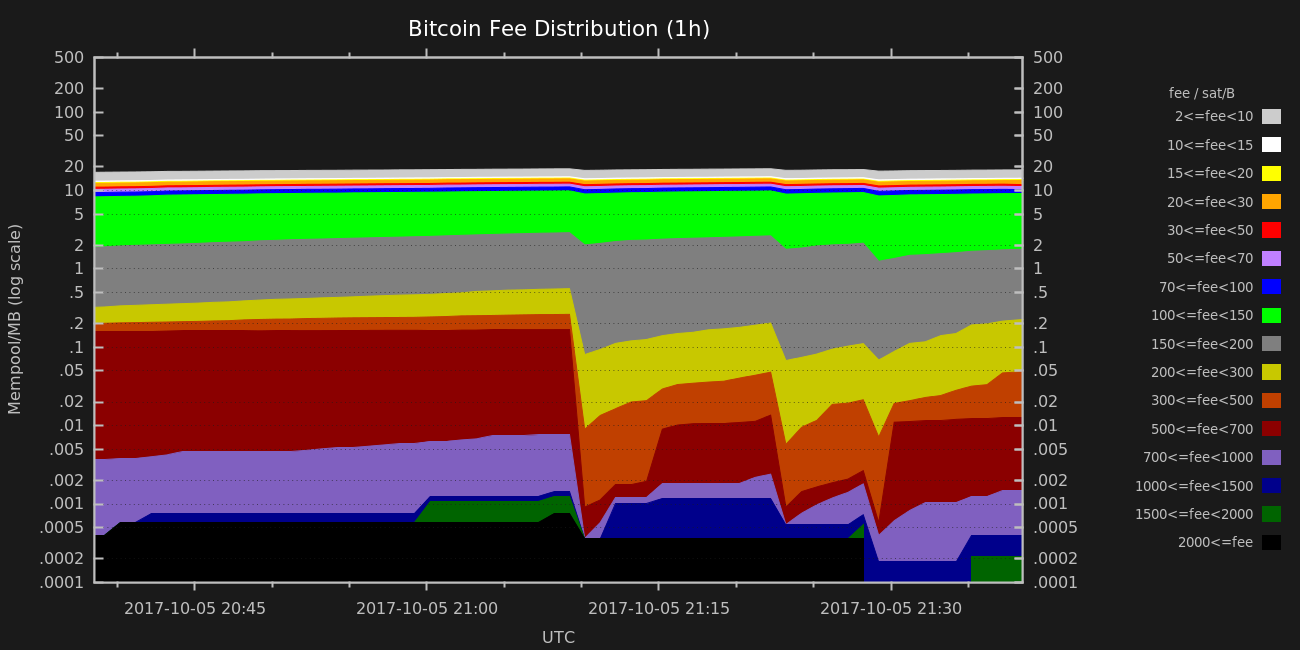 Bitcoin Fee Distribution (1h)
500 500
200 200
100 100
50 50
20 20
10 10
5 5
2 2
1 1
.5 .5
.2 .2
.1 .1
.05 .05
.02 .02
.01 .01
.005 .005
.002 .002
.001 .001
.0005 .0005
.0002 .0002
.0001 .0001
Mempool/MB (log scale)
2017-10-05 20:45 2017-10-05 21:00 2017-10-05 21:15 2017-10-05 21:30
UTC
fee / sat/B
2<=fee<10
10<=fee<15
15<=fee<20
20<=fee<30
30<=fee<50
50<=fee<70
70<=fee<100
100<=fee<150
150<=fee<200
200<=fee<300
300<=fee<500
500<=fee<700
700<=fee<1000
1000<=fee<1500
1500<=fee<2000
2000<=fee